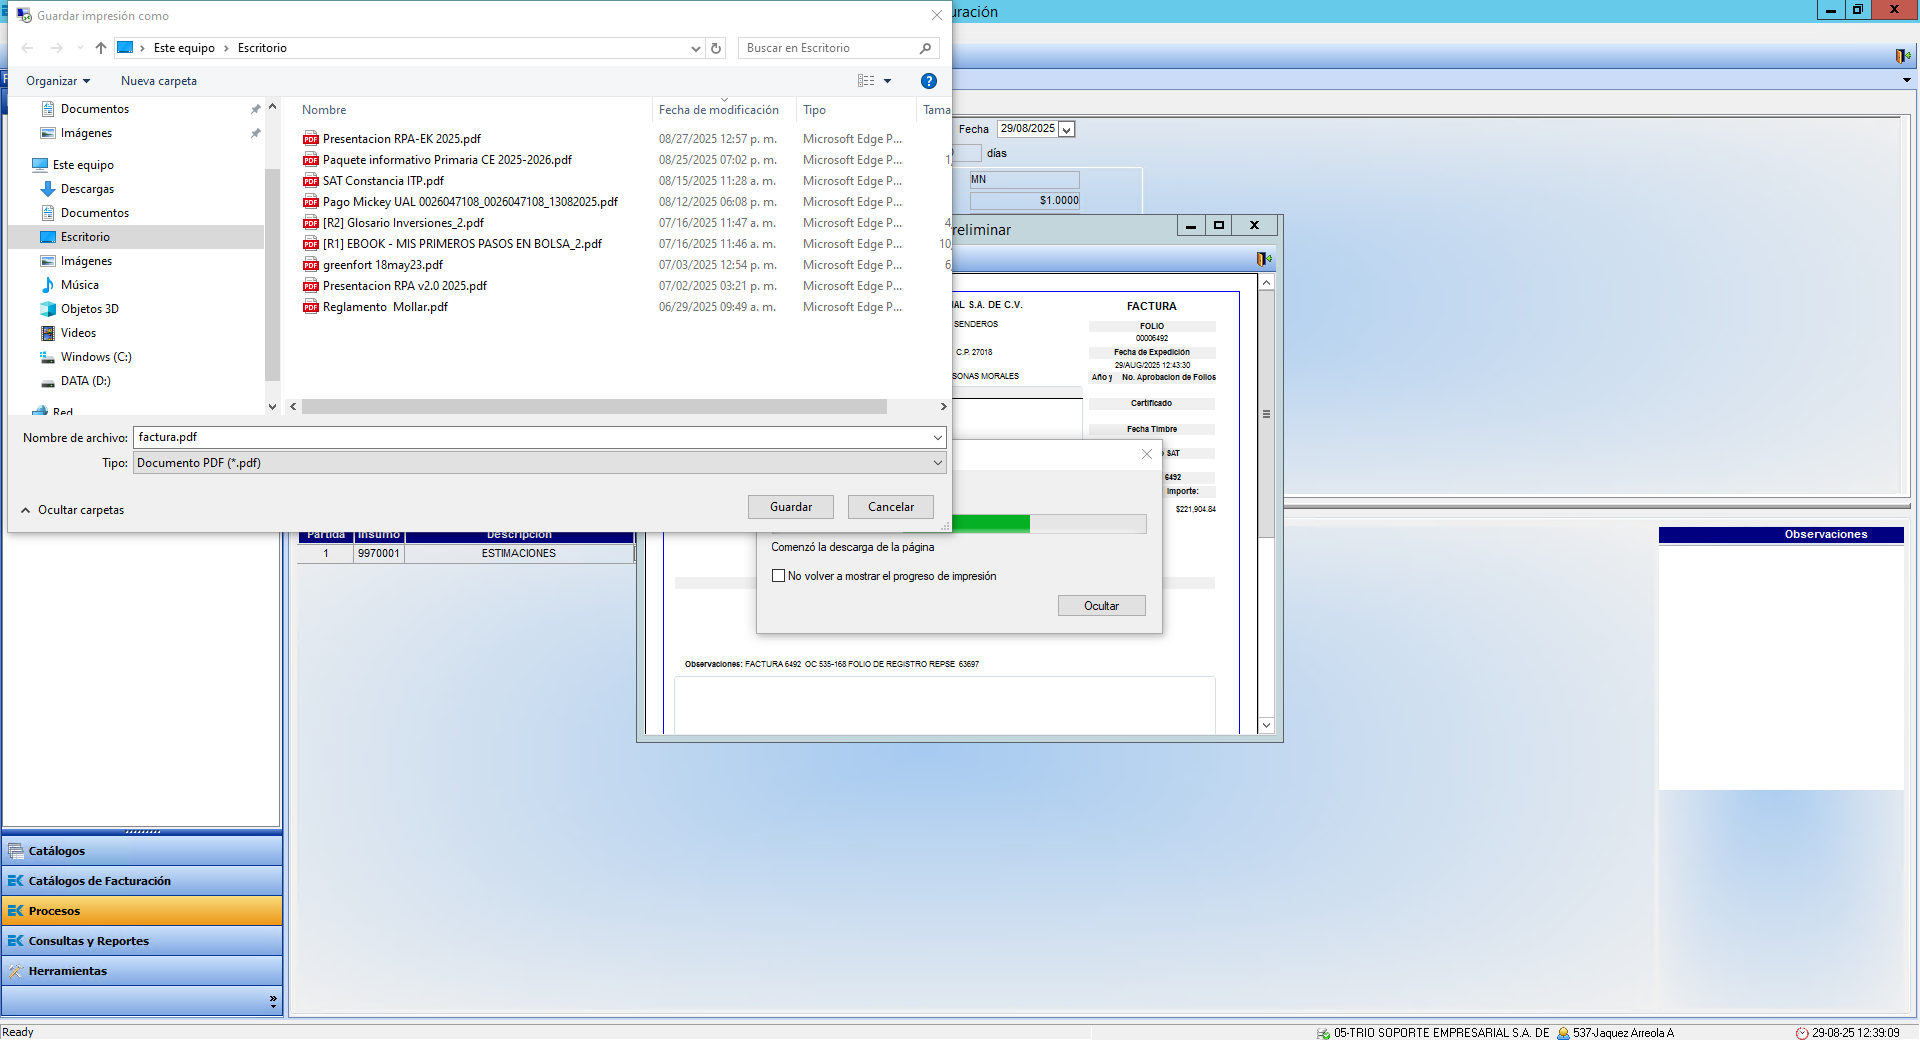 Guardar impresión como
uración
Este equipo
Escritorio
Buscar en Escritorio
Organizar
Nueva carpeta
Documentos
Imágenes
Este equipo
Descargas
Documentos
Escritorio
Imágenes
Música
Objetos 3D
Videos
Windows (C:)
DATA (D:)
Red
Nombre Fecha de modificación Tipo Tama
Presentacion RPA-EK 2025.pdf 08/27/2025 12:57 p. m. Microsoft Edge P...
Paquete informativo Primaria CE 2025-2026.pdf 08/25/2025 07:02 p. m. Microsoft Edge P... 1,
SAT Constancia ITP.pdf 08/15/2025 11:28 a. m. Microsoft Edge P...
Pago Mickey UAL 0026047108_0026047108_13082025.pdf 08/12/2025 06:08 p. m. Microsoft Edge P...
[R2] Glosario Inversiones_2.pdf 07/16/2025 11:47 a. m. Microsoft Edge P... 4,
[R1] EBOOK - MIS PRIMEROS PASOS EN BOLSA_2.pdf 07/16/2025 11:46 a. m. Microsoft Edge P... 10,
greenfort 18may23.pdf 07/03/2025 12:54 p. m. Microsoft Edge P... 6,
Presentacion RPA v2.0 2025.pdf 07/02/2025 03:21 p. m. Microsoft Edge P...
Reglamento Mollar.pdf 06/29/2025 09:49 a. m. Microsoft Edge P...
Nombre de archivo: factura.pdf
Tipo: Documento PDF (*.pdf)
Ocultar carpetas
Guardar
Cancelar
Fecha 29/08/2025
días
MN
$1.0000
reliminar
IAL S.A. DE C.V.
SENDEROS
C.P. 27018
SONAS MORALES
FACTURA
FOLIO
00006492
Fecha de Expedición
29/AUG/2025 12:43:30
Año y No. Aprobacion de Folios
Certificado
Fecha Timbre
SAT
6492
Importe:
$221,904.84
Comenzó la descarga de la página
No volver a mostrar el progreso de impresión
Ocultar
Observaciones: FACTURA 6492 OC 535-168 FOLIO DE REGISTRO REPSE 63697
Partida Insumo Descripción
1 9970001 ESTIMACIONES
Observaciones
Catálogos
EK Catálogos de Facturación
EK Procesos
EK Consultas y Reportes
Herramientas
Ready
05-TRIO SOPORTE EMPRESARIAL S.A. DE
537-Jaquez Arreola A
29-08-25 12:39:09